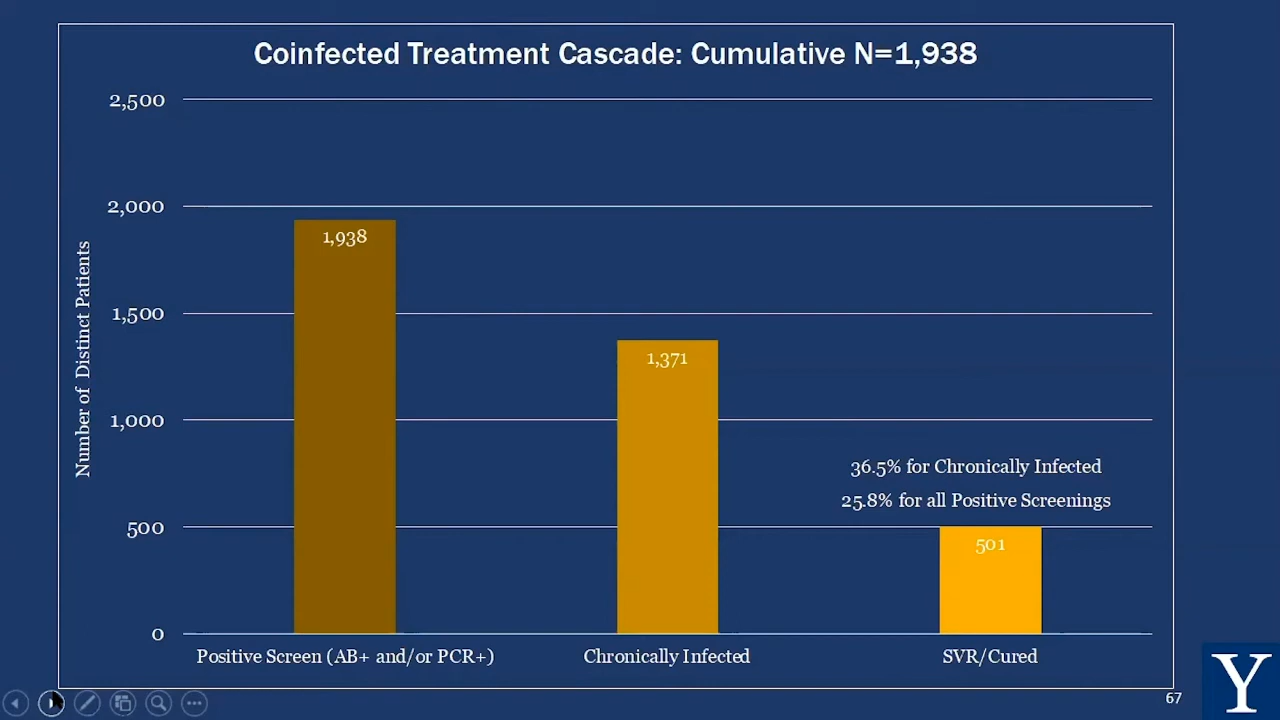 Coinfected Treatment Cascade: Cumulative N=1,938
2,500
2,000
1,500
1,000
500
0
Number of Distinct Patients
1,938
1,371
36.5% for Chronically Infected
25.8% for all Positive Screenings
501
Positive Screen (AB+ and/or PCR+)
Chronically Infected
SVR/Cured
67
Y